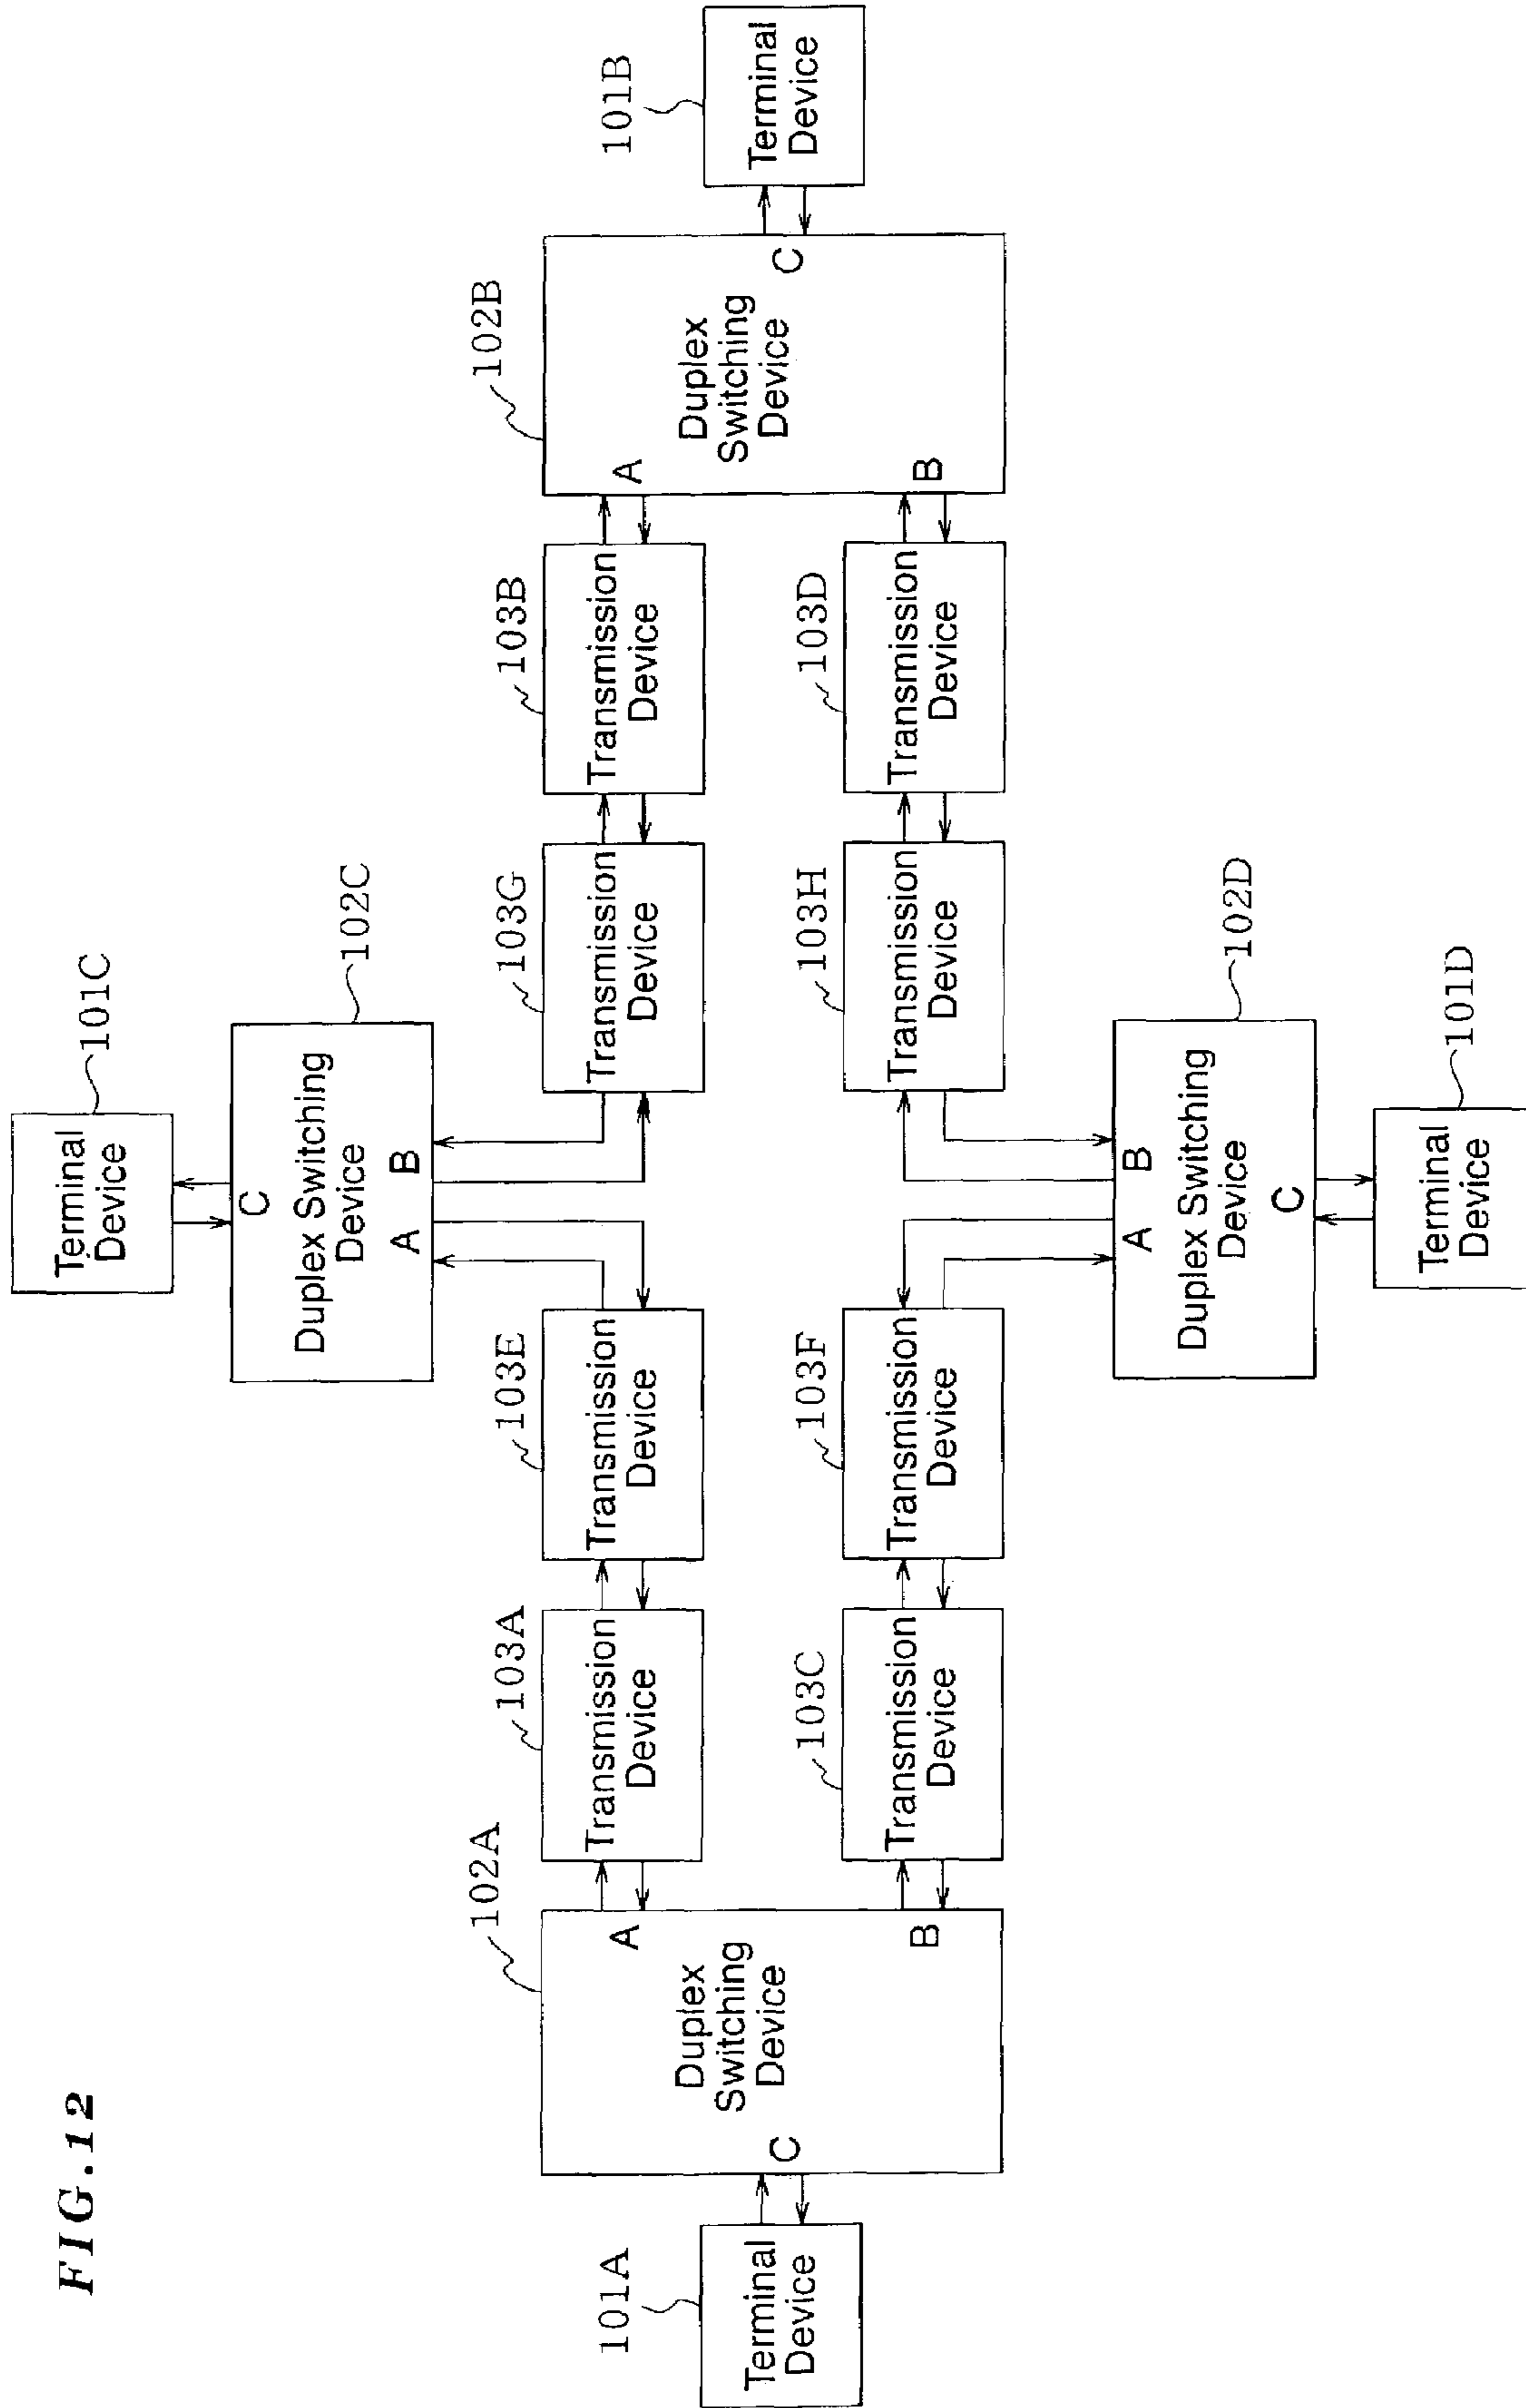 FIG.12
101C
Terminal
Device
C
102C
Duplex Switching
Device
A
B
102A
103A
103E
103G
103B
102B
101A
Terminal
Device
C
Duplex
Switching
Device
A
B
Transmission
Device
Transmission
Device
Transmission
Device
Transmission
Device
A
B
Duplex
Switching
Device
C
101B
Terminal
Device
103C
103F
103H
103D
Transmission
Device
Transmission
Device
Transmission
Device
Transmission
Device
A
B
Duplex Switching
Device
C
102D
Terminal
Device
101D